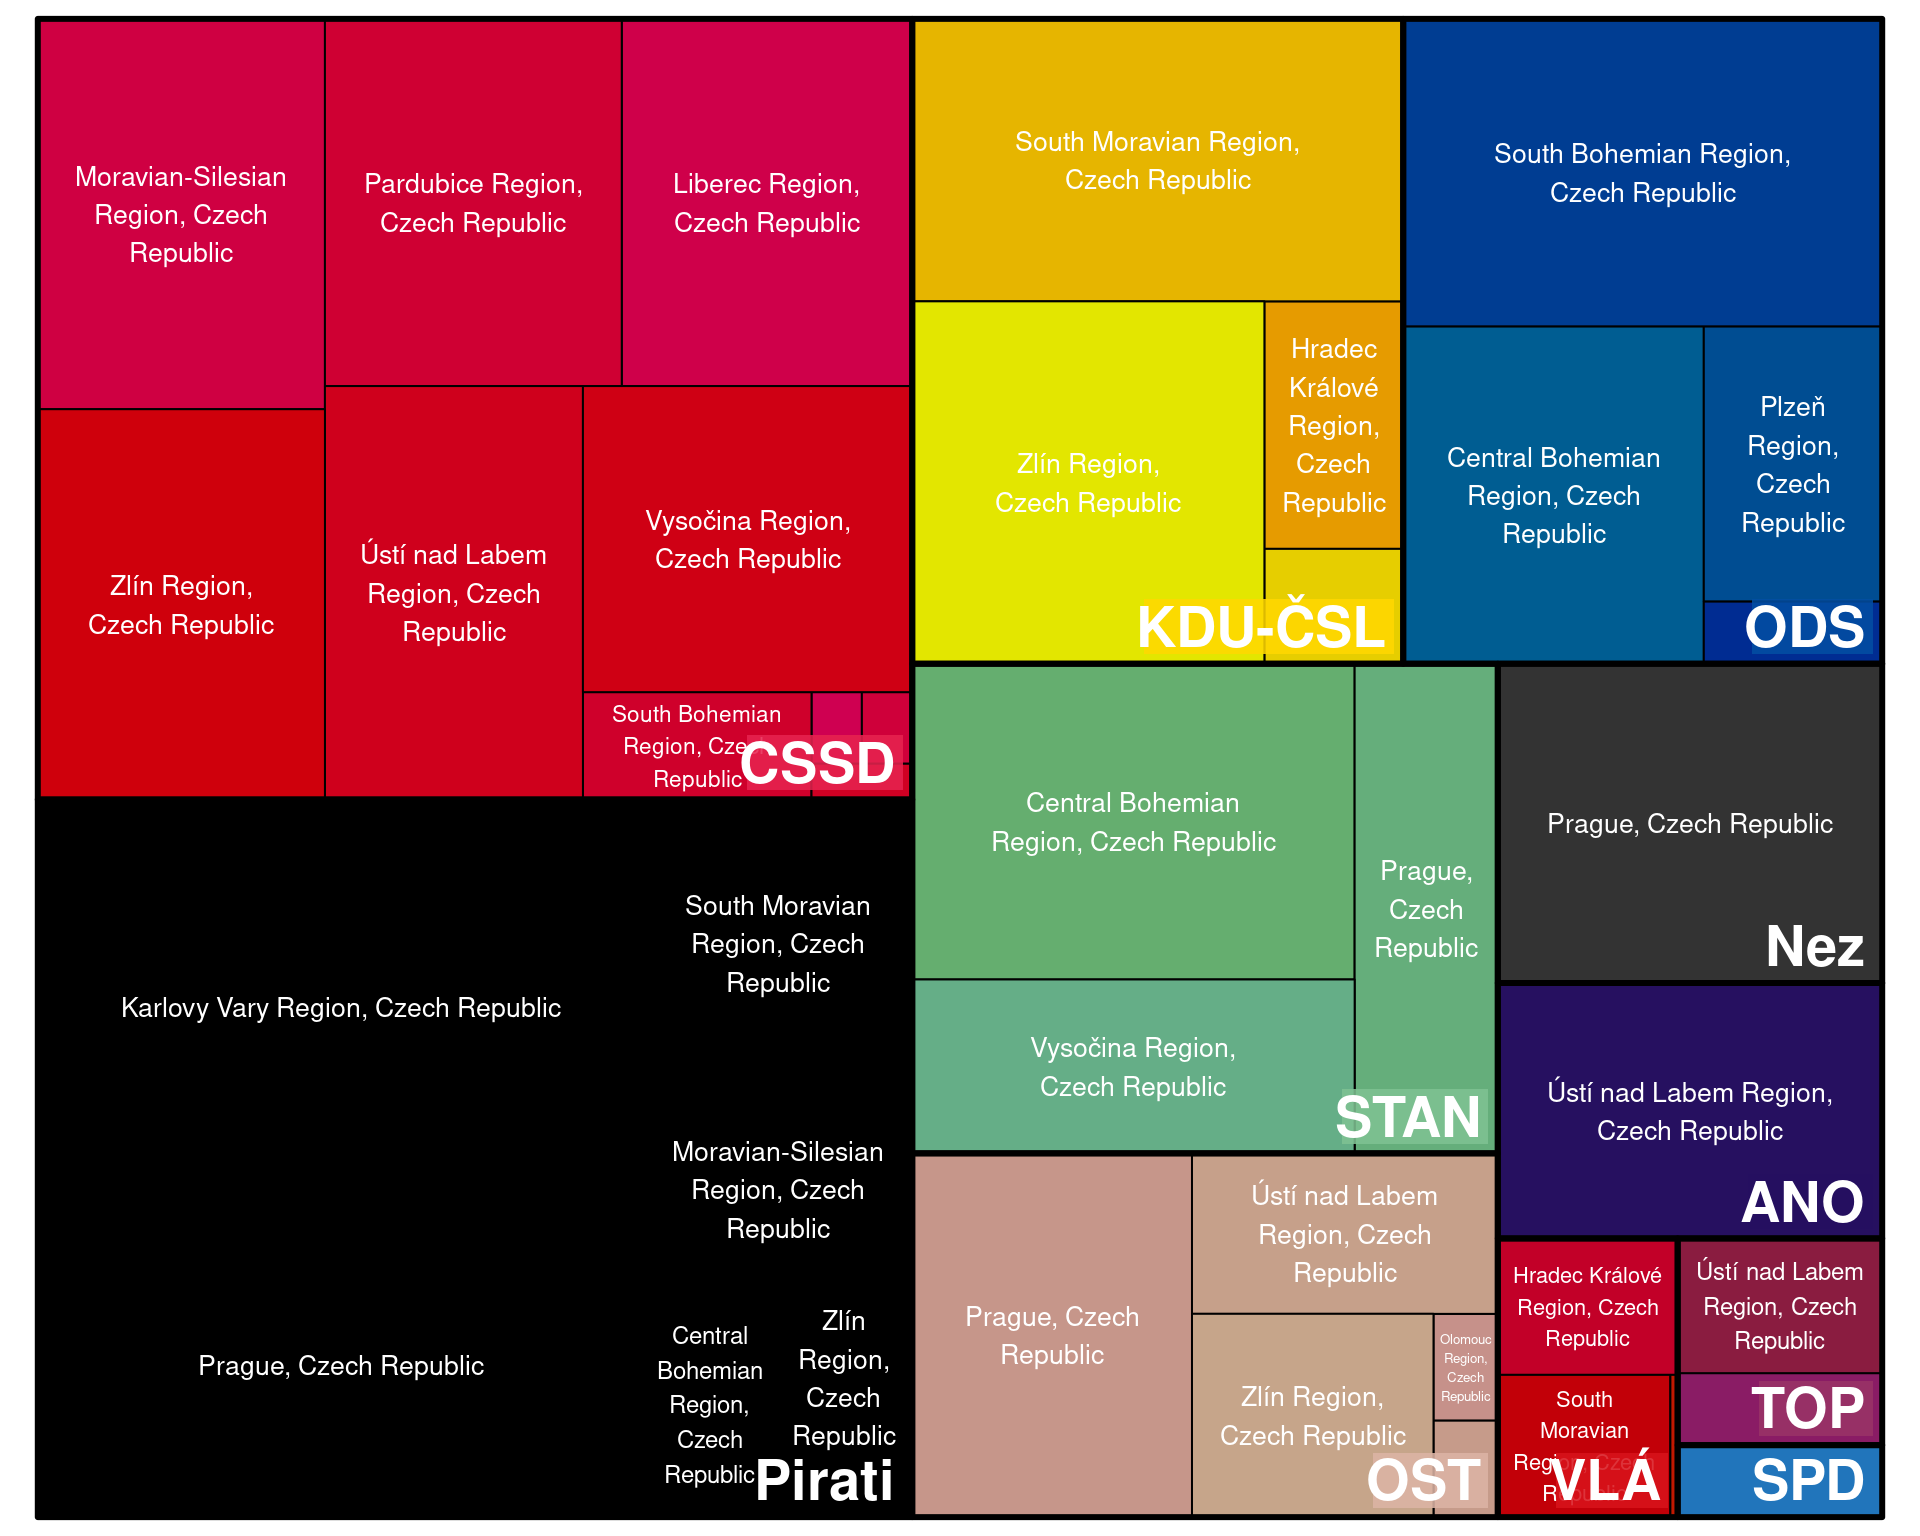 Moravian-Silesian
Region, Czech
Republic
Pardubice Region,
Czech Republic
Liberec Region,
Czech Republic
Zlín Region,
Czech Republic
Ústí nad Labem
Region, Czech
Republic
Vysočina Region,
Czech Republic
South Bohemian
Region, Czech
Republic
CSSD
South Moravian Region,
Czech Republic
Zlín Region,
Czech Republic
Hradec
Králové
Region,
Czech
Republic
KDU-ČSL
South Bohemian Region,
Czech Republic
Central Bohemian
Region, Czech
Republic
Plzeň
Region,
Czech
Republic
ODS
Karlovy Vary Region, Czech Republic
South Moravian
Region, Czech
Republic
Moravian-Silesian
Region, Czech
Republic
Prague, Czech Republic
Central
Bohemian
Region,
Czech
Republic
Zlín
Region,
Czech
Republic
Pirati
Central Bohemian
Region, Czech Republic
Prague,
Czech
Republic
Vysočina Region,
Czech Republic
STAN
Prague, Czech Republic
Nez
Ústí nad Labem Region,
Czech Republic
ANO
Prague, Czech
Republic
Ústí nad Labem
Region, Czech
Republic
Zlín Region,
Czech Republic
Olomouc
Region,
Czech
Republic
OST
Hradec Králové
Region, Czech
Republic
South
Moravian
Region, Czech
Republic
VLÁ
Ústí nad Labem
Region, Czech
Republic
TOP
SPD